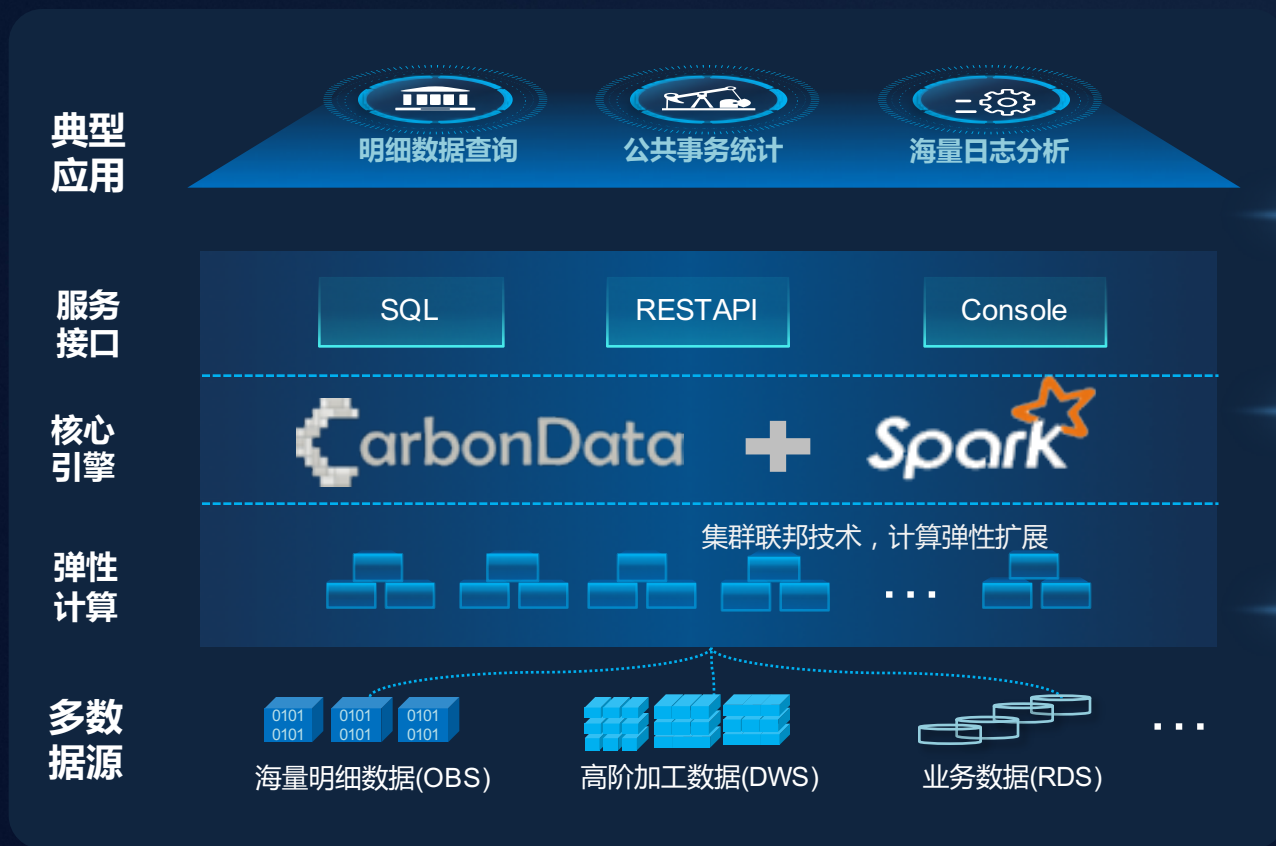 典型
应用
明细数据查询
公共事务统计
海量日志分析
服务
接口
SQL
RESTAPI
Console
核心
引擎
CarbonData
Spark
弹性
计算
集群联邦技术，计算弹性扩展
...
多数
据源
0101
0101
0101
0101
0101
0101
...
海量明细数据(OBS)
高阶加工数据(DWS)
业务数据(RDS)